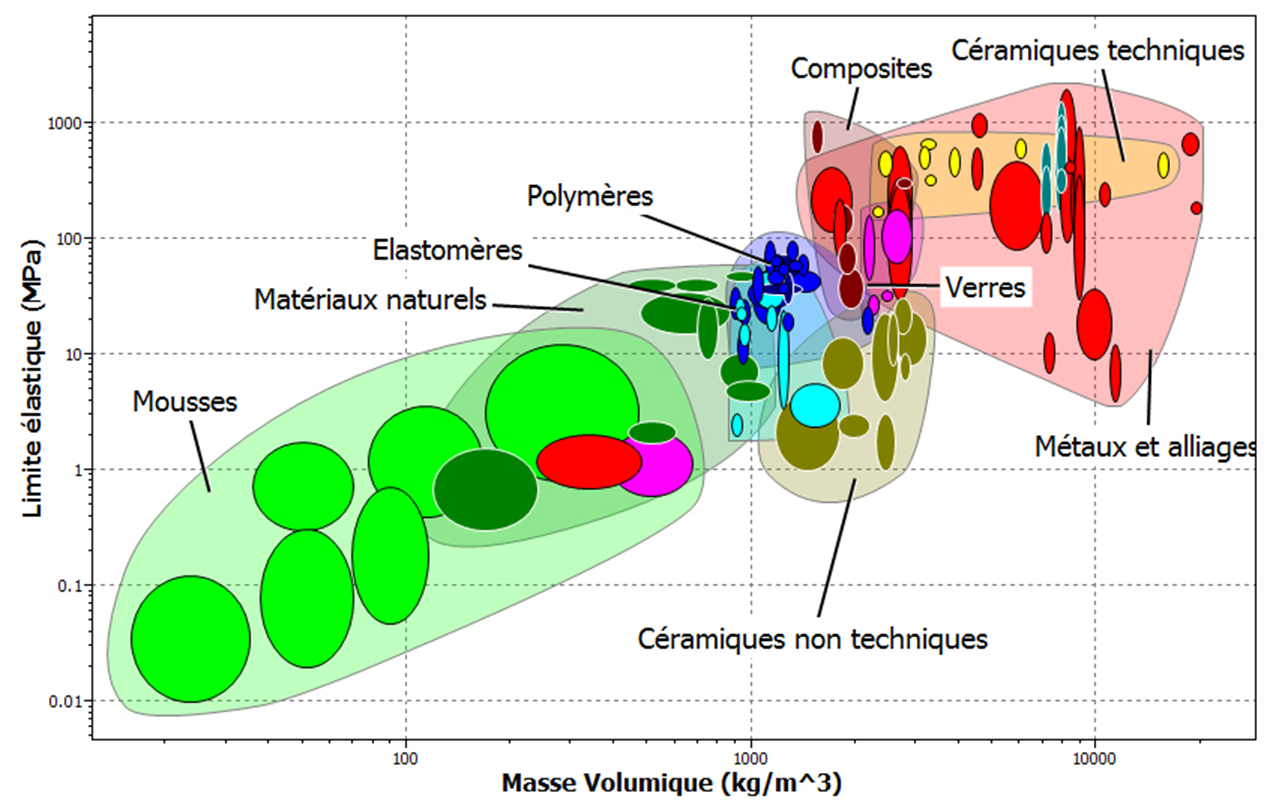 Céramiques techniques
Composites
1000
Polymères
100
Elastomères
Verres
Matériaux naturels
10
Mousses
Métaux et alliages
1
0.1
Céramiques non techniques
0.01
Limite élastique (MPa)
100
1000
10000
Masse Volumique (kg/m^3)